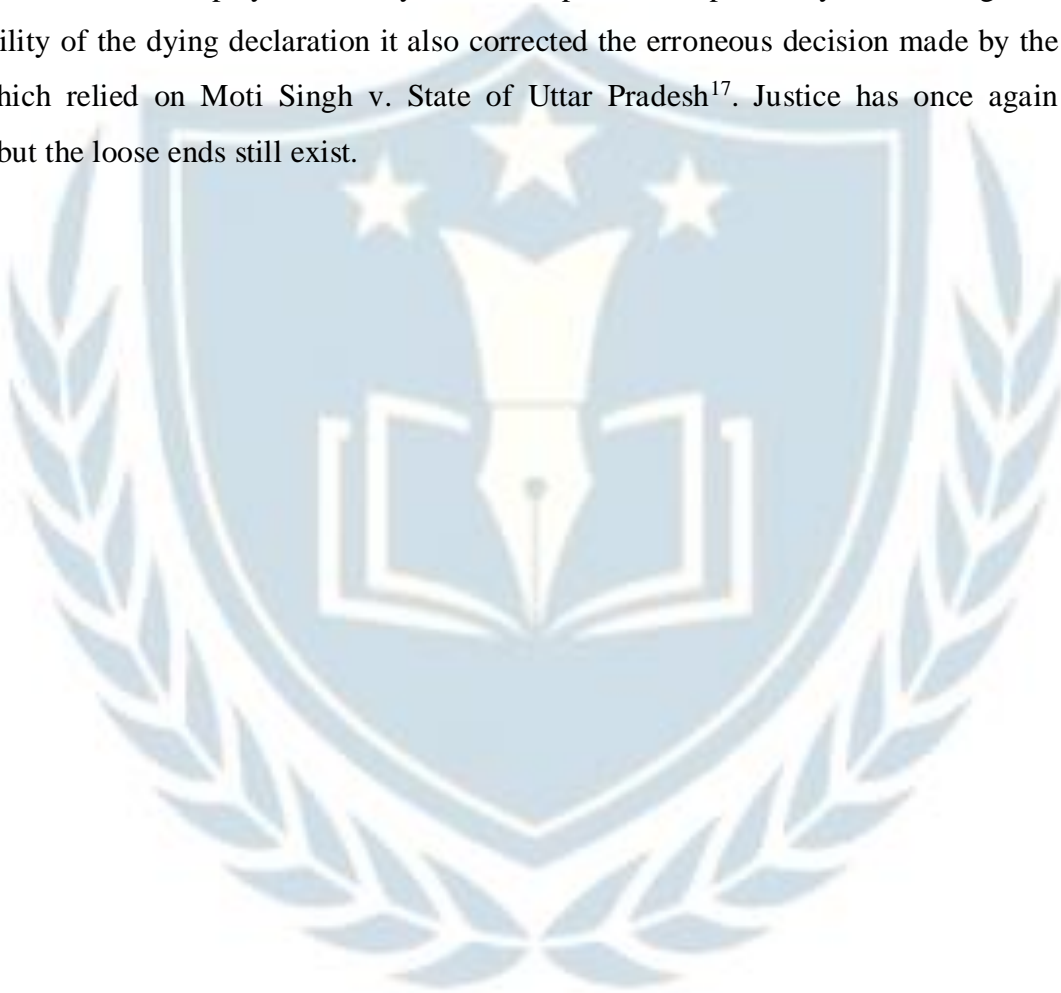 ility of the dying declaration it also corrected the erroneous decision made by the
hich relied on Moti Singh v. State of Uttar Pradesh17. Justice has once again
but the loose ends still exist.